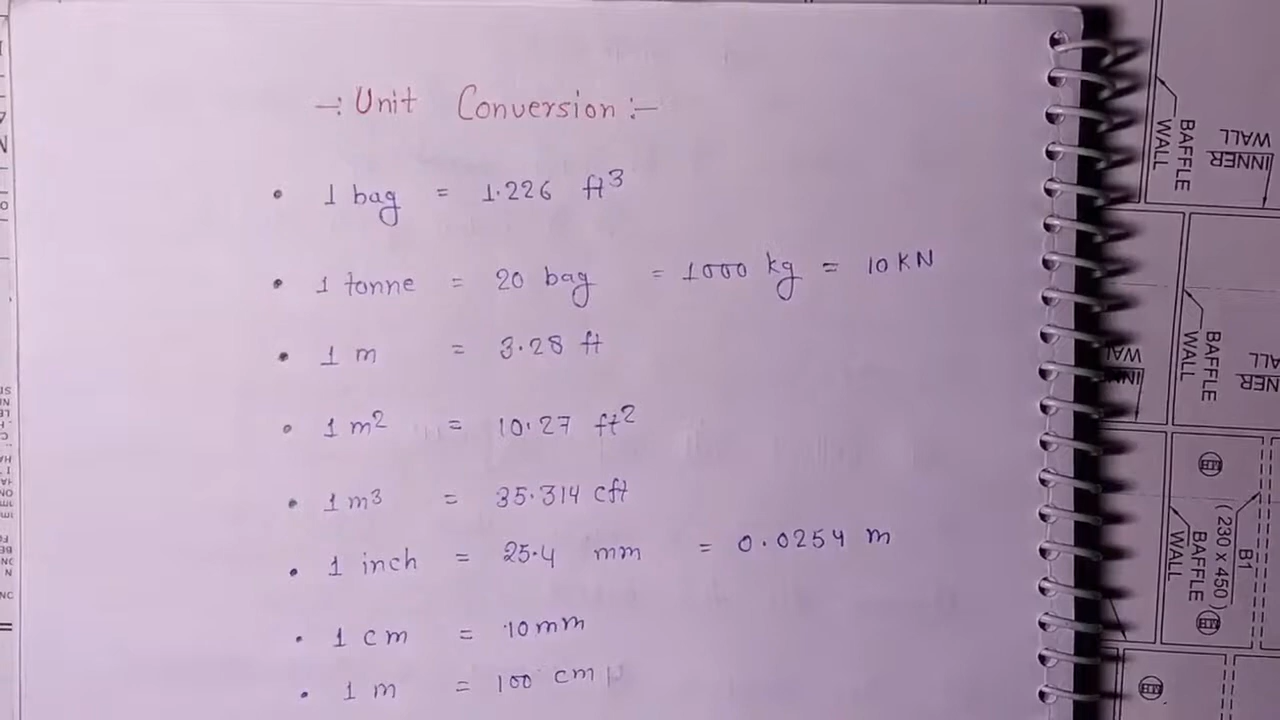 -: Unit Conversion :-
• 1 bag = 1.226 ft³
• 1 tonne = 20 bag = 1000 kg = 10 KN
• 1 m = 3.28 ft
• 1 m² = 10.27 ft²
• 1 m³ = 35.314 cft
• 1 inch = 25.4 mm = 0.0254 m
• 1 cm = 10 mm
• 1 m = 100 cm
INNER
WALL
BAFFLE
WALL
BAFFLE
WALL
B1
(230 x 450)
BAFFLE
WALL